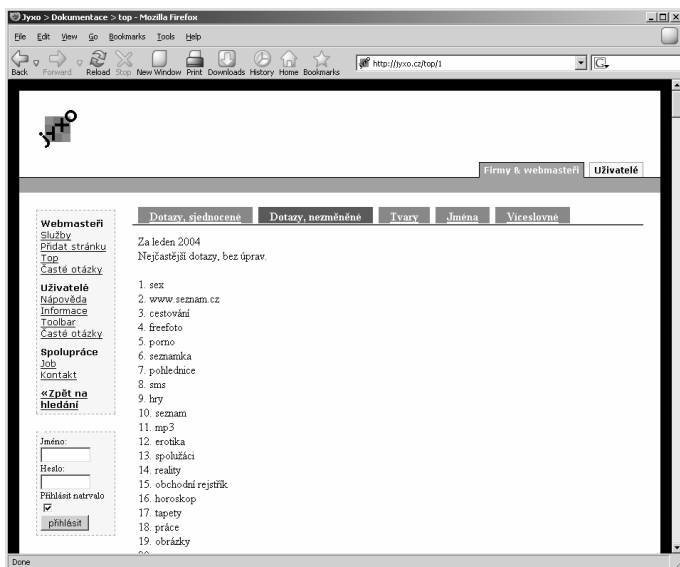 Jyxo > Dokumentace > top - Mozilla Firefox
File Edit View Go Bookmarks Tools Help
Back Forward Reload Stop New Window Print Downloads History Home Bookmarks
http://jyxo.cz/top/1
jyxo
Firmy & webmasteři Uživatelé
Dotazy, sjednocené Dotazy, nezměněné Tvary Jména Víceslovné
Webmasteři
Služby
Přidat stránku
Top
Časté otázky
Uživatelé
Nápověda
Informace
Toolbar
Časté otázky
Spolupráce
Job
Kontakt
«Zpět na
hledání
Jméno:
Heslo:
Přihlásit natrvalo
přihlásit
Za leden 2004
Nejčastější dotazy, bez úprav.
1. sex
2. www.seznam.cz
3. cestování
4. freefoto
5. porno
6. seznamka
7. pohlednice
8. sms
9. hry
10. seznam
11. mp3
12. erotika
13. spolužáci
14. reality
15. obchodní rejstřík
16. horoskop
17. tapety
18. práce
19. obrázky
Done